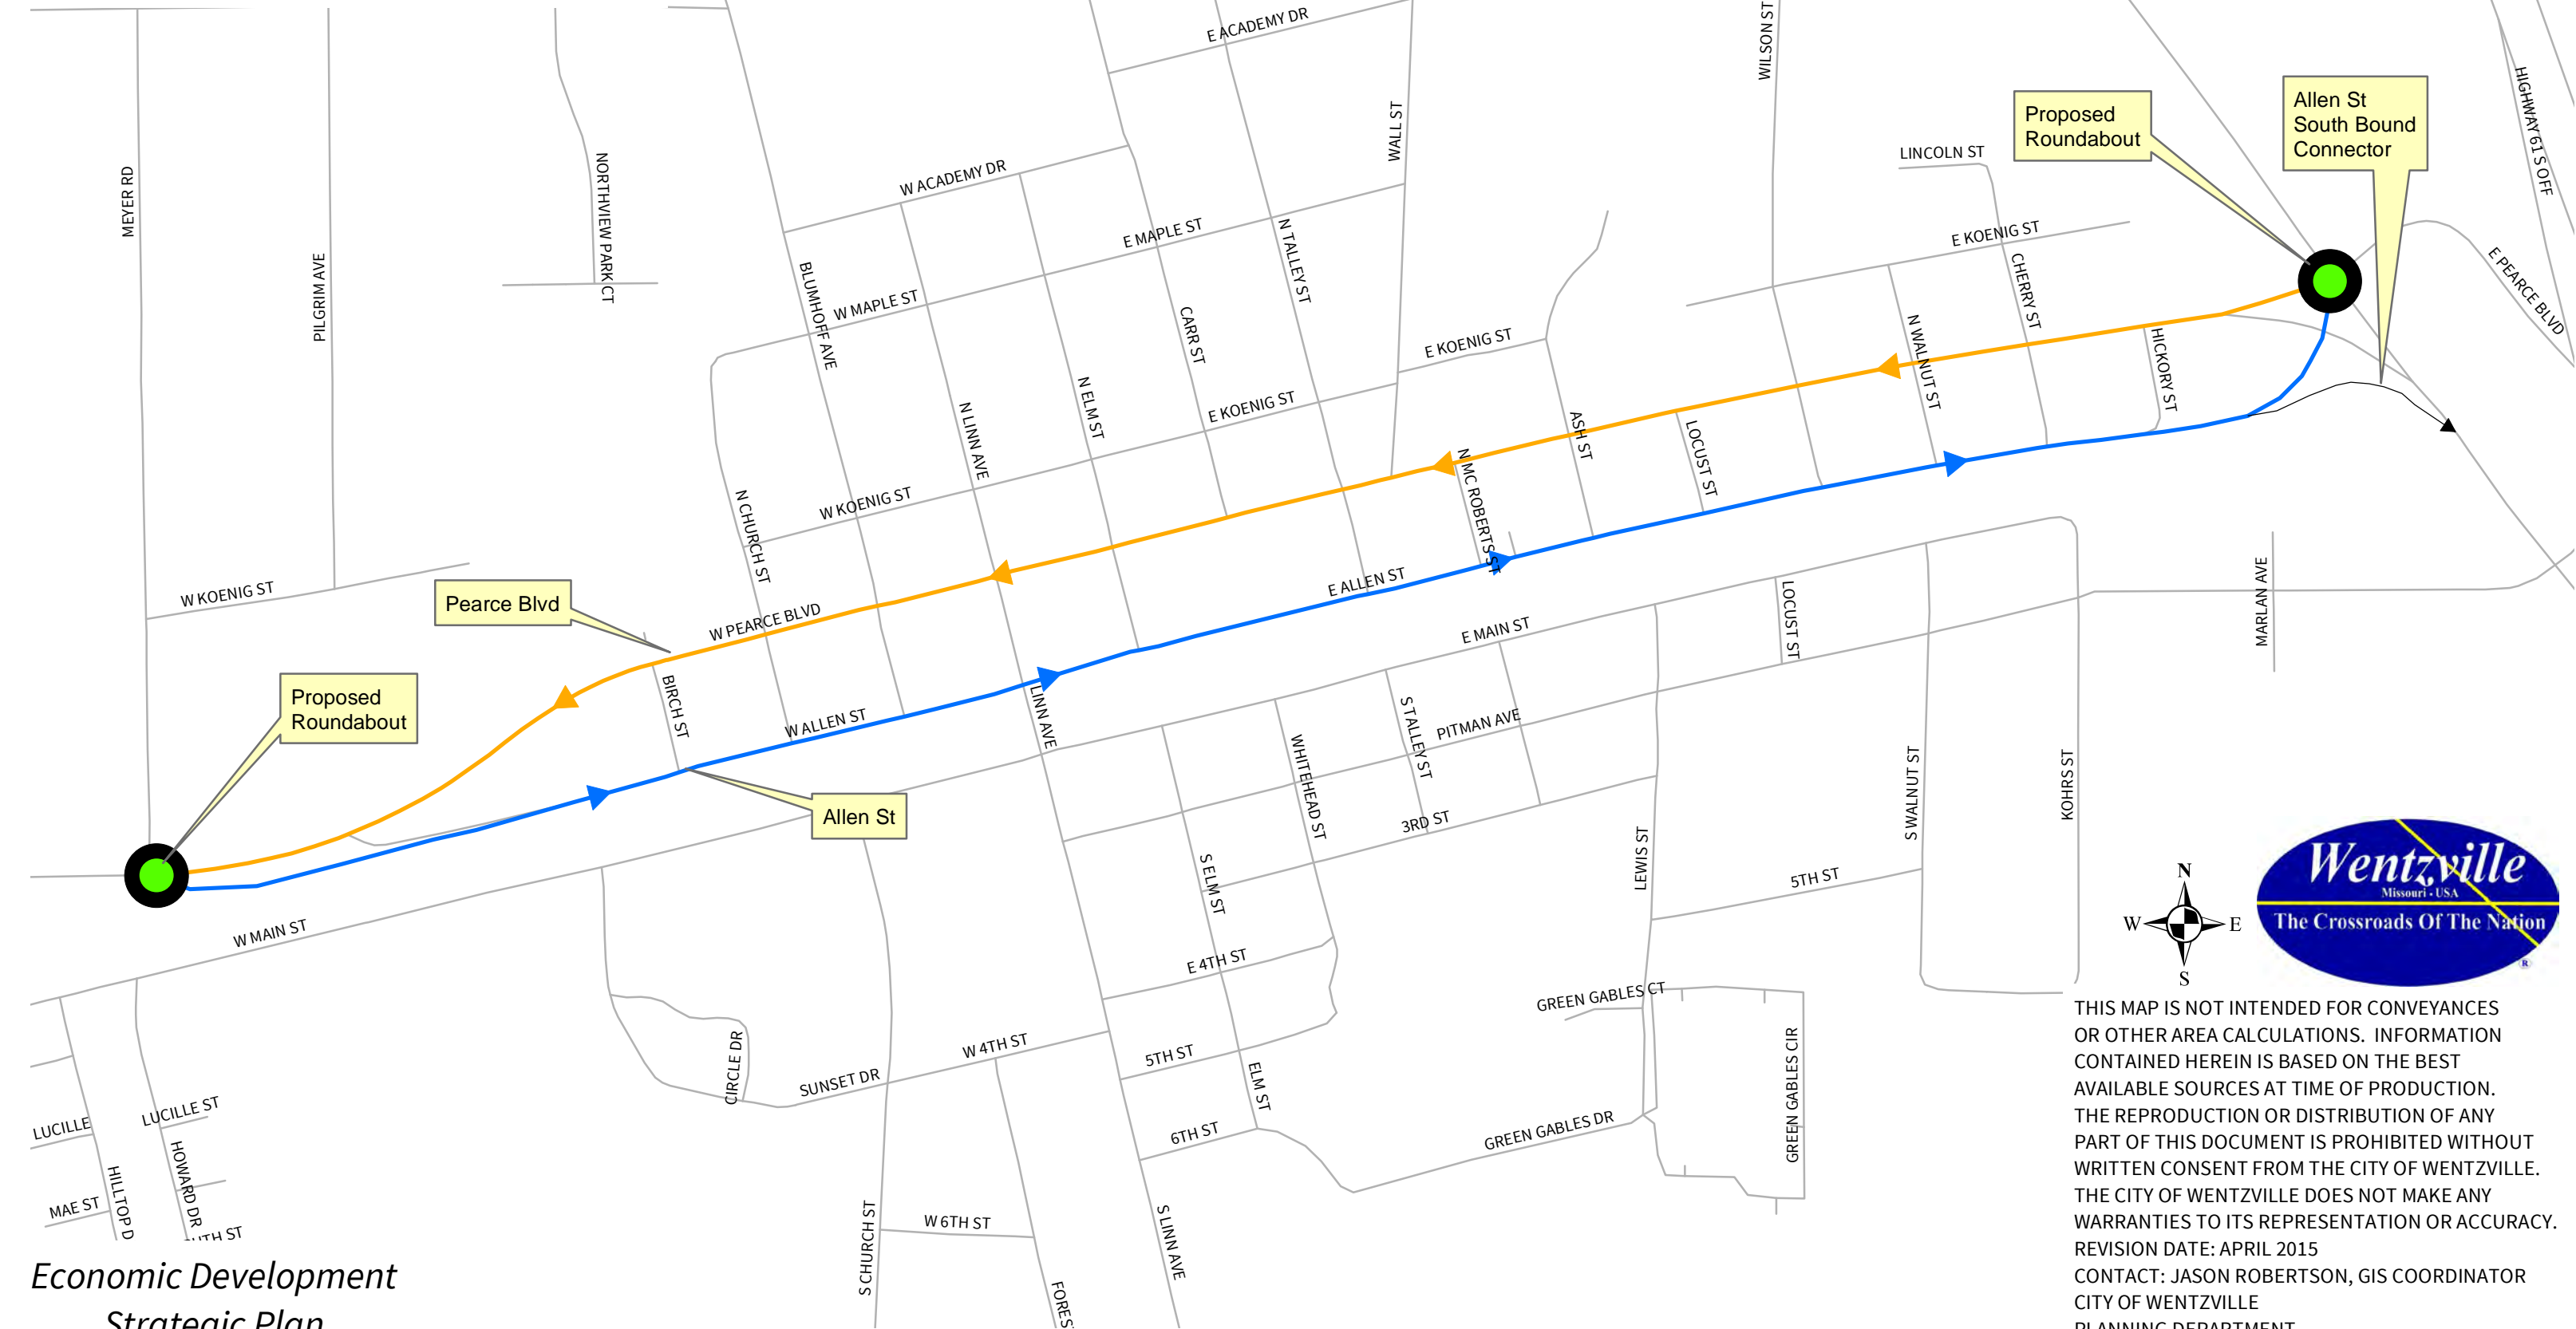 E ACADEMY DR
WILSON ST
HIGHWAY 61 S OFF
Proposed
Roundabout
Allen St
South Bound
Connector
WALL ST
LINCOLN ST
MEYER RD
NORTHVIEW PARK CT
W ACADEMY DR
PILGRIM AVE
BLUMHOFF AVE
W MAPLE ST
E MAPLE ST
N TALLEY ST
CARR ST
E KOENIG ST
CHERRY ST
E PEARCE BLVD
N WALNUT ST
HICKORY ST
E KOENIG ST
E KOENIG ST
N ELM ST
N LINN AVE
ASH ST
LOCUST ST
N MC ROBERTS ST
N CHURCH ST
W KOENIG ST
W KOENIG ST
Pearce Blvd
W PEARCE BLVD
E ALLEN ST
E MAIN ST
LOCUST ST
MARLAN AVE
Proposed
Roundabout
BIRCH ST
W ALLEN ST
LINN AVE
WHITEHEAD ST
S TALLEY ST
PITMAN AVE
S WALNUT ST
KOHRS ST
Allen St
3RD ST
LEWIS ST
S ELM ST
5TH ST
W MAIN ST
E 4TH ST
GREEN GABLES CT
GREEN GABLES CIR
CIRCLE DR
SUNSET DR
W 4TH ST
5TH ST
ELM ST
6TH ST
GREEN GABLES DR
LUCILLE
LUCILLE ST
HOWARD DR
HILLTOP D
MAE ST
S CHURCH ST
W 6TH ST
S LINN AVE
Economic Development
Strategic Plan
N
W E
S
Wentzville
Missouri - USA
The Crossroads Of The Nation
®
THIS MAP IS NOT INTENDED FOR CONVEYANCES
OR OTHER AREA CALCULATIONS. INFORMATION
CONTAINED HEREIN IS BASED ON THE BEST
AVAILABLE SOURCES AT TIME OF PRODUCTION.
THE REPRODUCTION OR DISTRIBUTION OF ANY
PART OF THIS DOCUMENT IS PROHIBITED WITHOUT
WRITTEN CONSENT FROM THE CITY OF WENTZVILLE.
THE CITY OF WENTZVILLE DOES NOT MAKE ANY
WARRANTIES TO ITS REPRESENTATION OR ACCURACY.
REVISION DATE: APRIL 2015
CONTACT: JASON ROBERTSON, GIS COORDINATOR
CITY OF WENTZVILLE
PLANNING DEPARTMENT